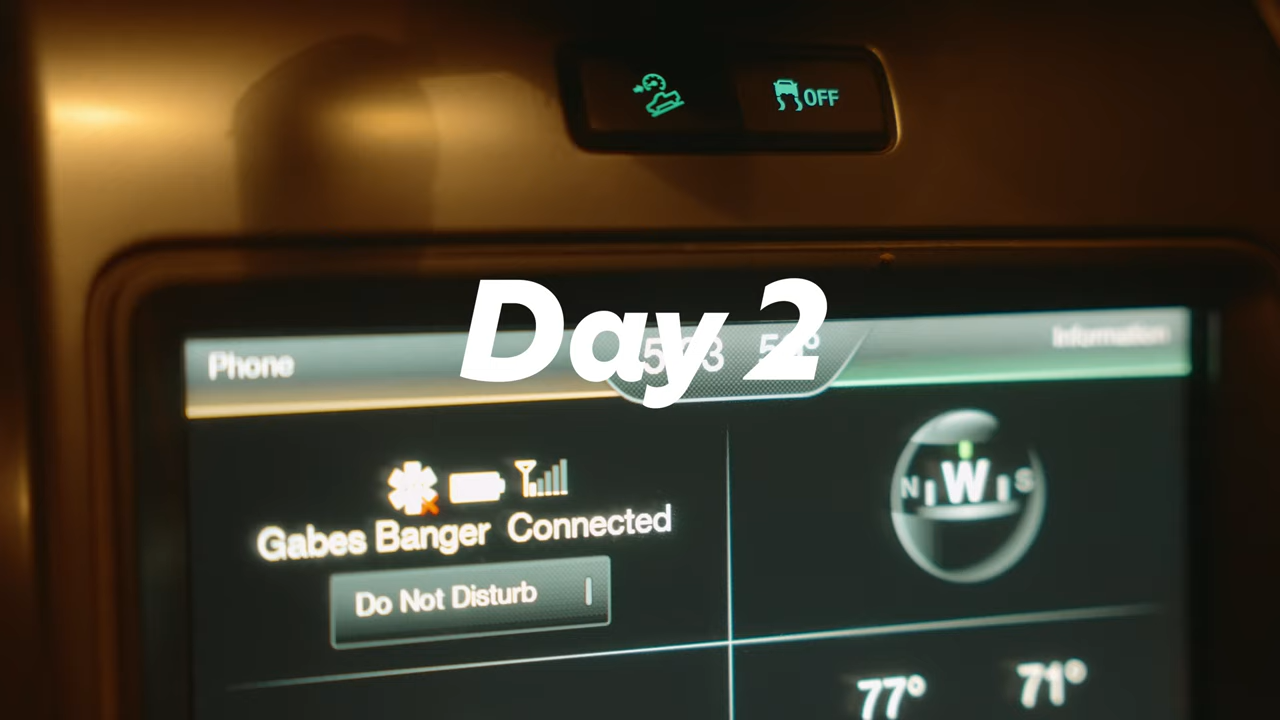 OFF
Day 2
Phone
Information
Gabes Banger Connected
N W S
Do Not Disturb
77° 71°